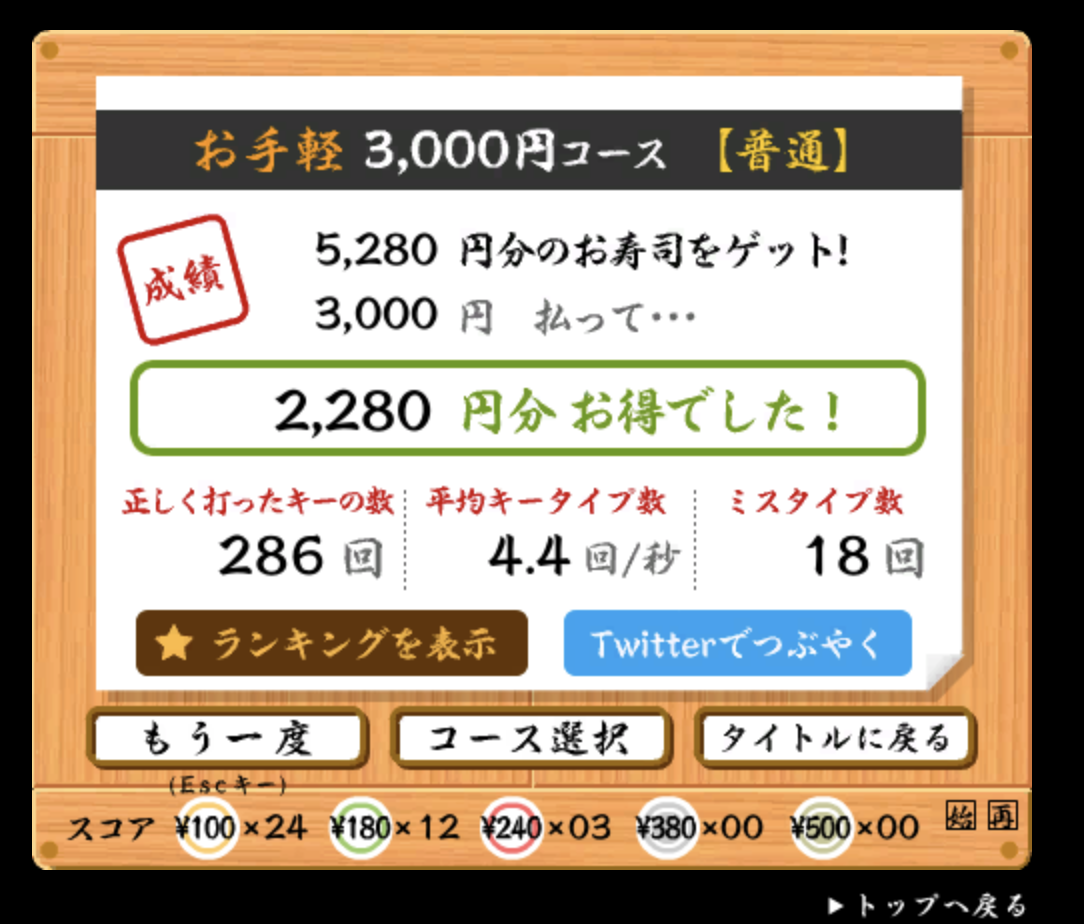 お手軽 3,000円コース 【普通】
成績
5,280 円分のお寿司をゲット!
3,000 円 払って…
2,280 円分 お得でした！
正しく打ったキーの数 平均キータイプ数 ミスタイプ数
286 回 4.4 回/秒 18 回
★ ランキングを表示 Twitterでつぶやく
もう一度 コース選択 タイトルに戻る
(Escキー)
スコア ¥100×24 ¥180×12 ¥240×03 ¥380×00 ¥500×00 始 再
▶トップへ戻る